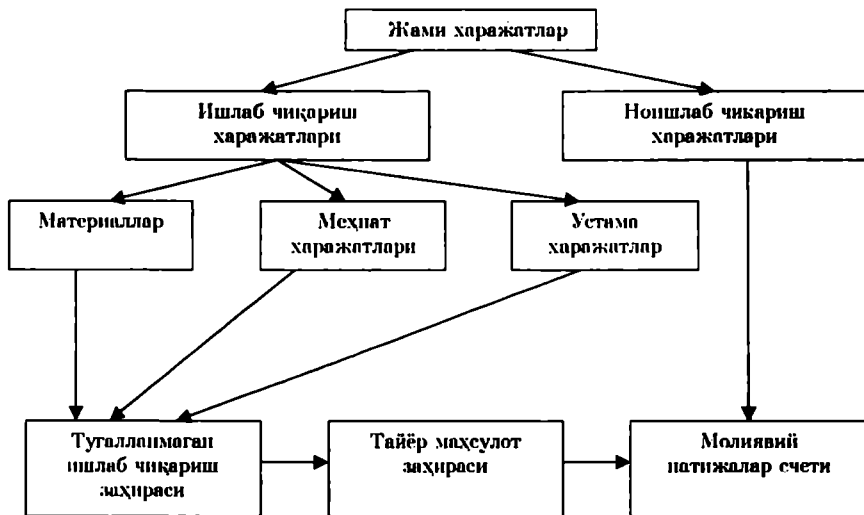 Жами харажатлар
Ишлаб чиқариш
харажатлари
Ноишлаб чикариш
харажатлари
Материаллар
Меҳнат
харажатлари
Устама
харажатлар
Тугалланмаган
ишлаб чиқариш
заҳираси
Тайёр маҳсулот
заҳираси
Молиявий
натижалар счети